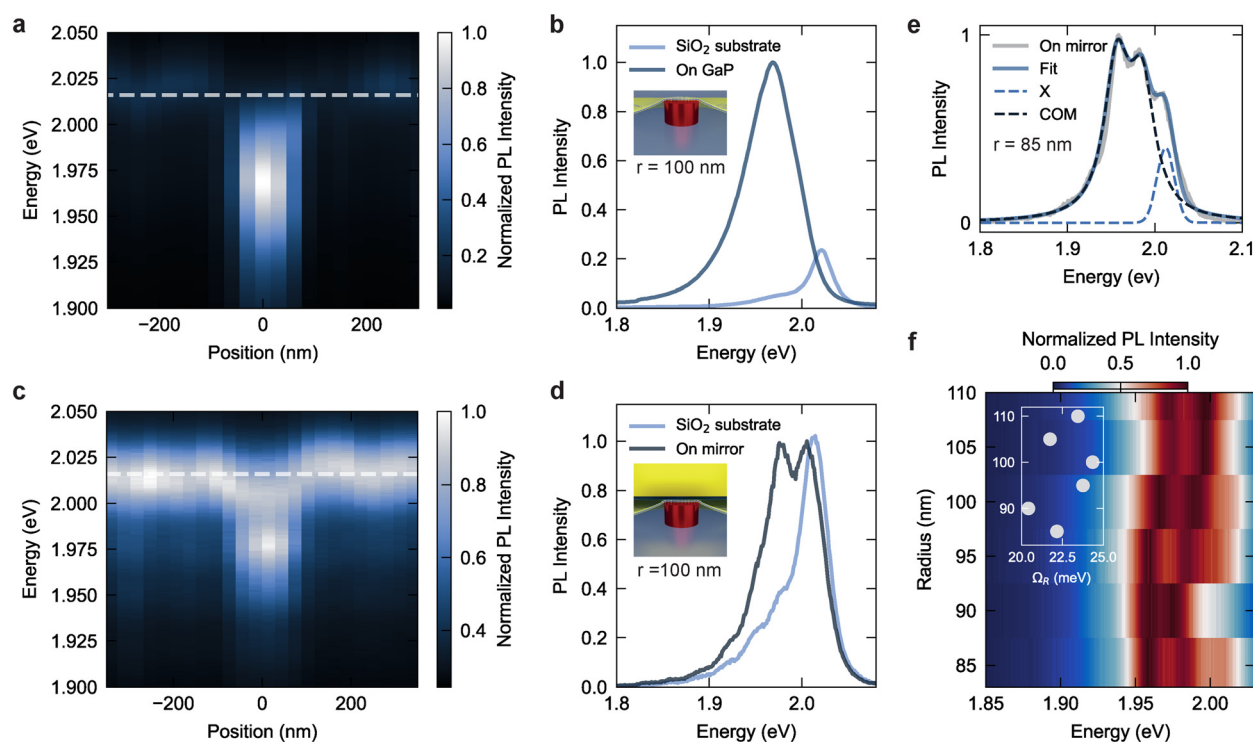 a
2.050
2.025
2.000
1.975
1.950
1.925
1.900
Energy (eV)
−200
0
200
Position (nm)
1.0
0.8
0.6
0.4
0.2
Normalized PL Intensity
b
SiO₂ substrate
On GaP
r = 100 nm
1.0
0.8
0.6
0.4
0.2
0.0
PL Intensity
1.8
1.9
2.0
Energy (eV)
e
On mirror
Fit
X
COM
r = 85 nm
1
0
PL Intensity
1.8
1.9
2.0
2.1
Energy (ev)
c
2.050
2.025
2.000
1.975
1.950
1.925
1.900
Energy (eV)
−200
0
200
Position (nm)
1.0
0.8
0.6
0.4
Normalized PL Intensity
d
SiO₂ substrate
On mirror
r =100 nm
1.0
0.8
0.6
0.4
0.2
0.0
PL Intensity
1.8
1.9
2.0
Energy (eV)
f
Normalized PL Intensity
0.0
0.5
1.0
110
105
100
95
90
85
Radius (nm)
110
100
90
20.0
22.5
25.0
Ω_R (meV)
1.85
1.90
1.95
2.00
Energy (eV)